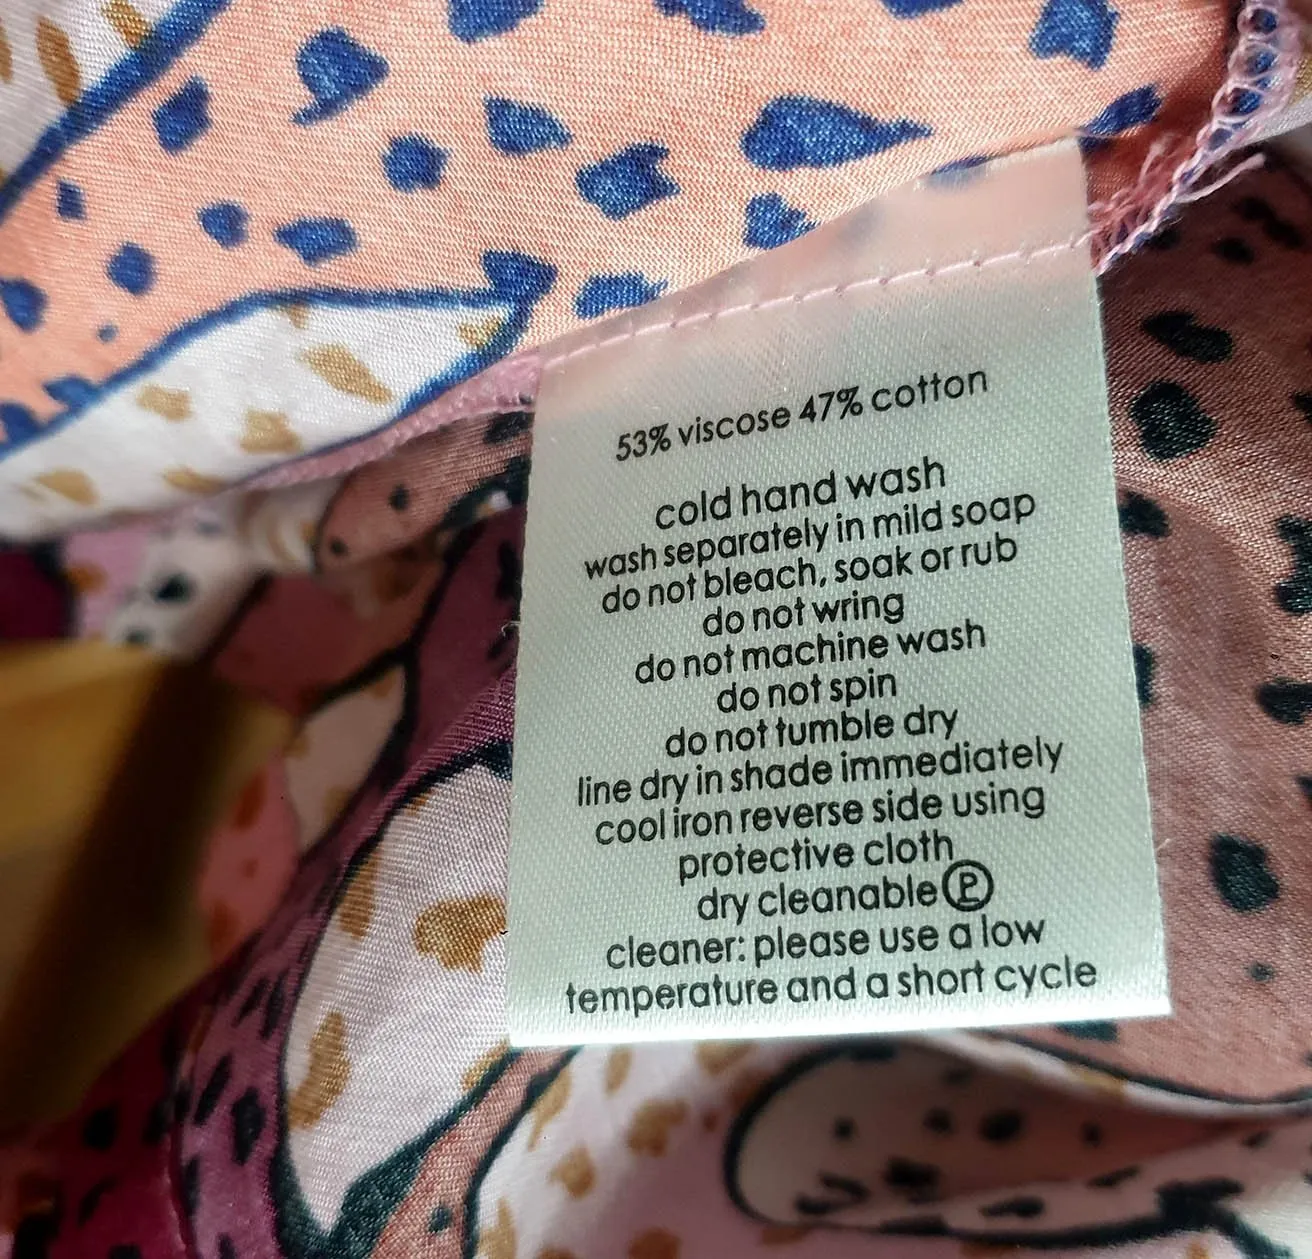 53% viscose 47% cotton
cold hand wash
wash separately in mild soap
do not bleach, soak or rub
do not wring
do not machine wash
do not spin
do not tumble dry
line dry in shade immediately
cool iron reverse side using
protective cloth
dry cleanable Ⓟ
cleaner: please use a low
temperature and a short cycle